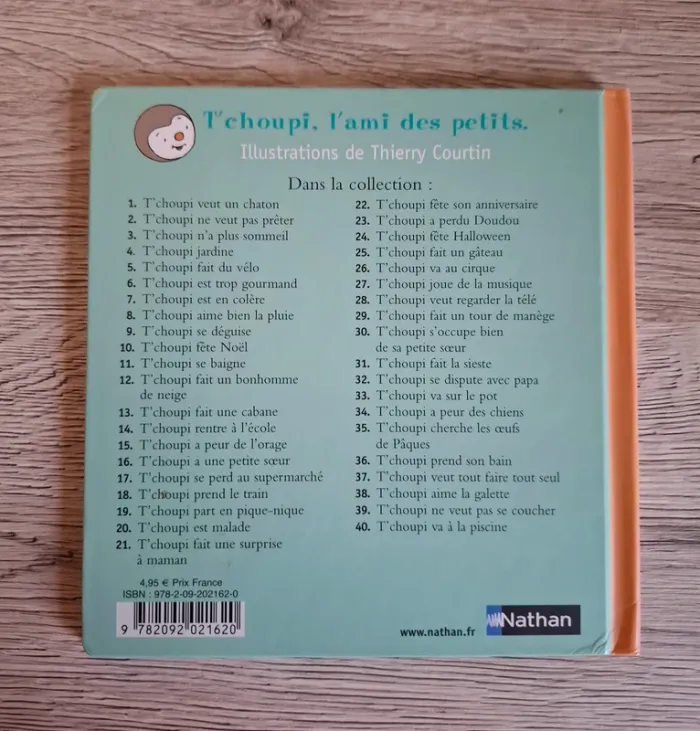 T'choupi, l'ami des petits.
Illustrations de Thierry Courtin
Dans la collection :
1. T'choupi veut un chaton
2. T'choupi ne veut pas prêter
3. T'choupi n'a plus sommeil
4. T'choupi jardine
5. T'choupi fait du vélo
6. T'choupi est trop gourmand
7. T'choupi est en colère
8. T'choupi aime bien la pluie
9. T'choupi se déguise
10. T'choupi fête Noël
11. T'choupi se baigne
12. T'choupi fait un bonhomme
de neige
13. T'choupi fait une cabane
14. T'choupi rentre à l'école
15. T'choupi a peur de l'orage
16. T'choupi a une petite sœur
17. T'choupi se perd au supermarché
18. T'choupi prend le train
19. T'choupi part en pique-nique
20. T'choupi est malade
21. T'choupi fait une surprise
à maman
22. T'choupi fête son anniversaire
23. T'choupi a perdu Doudou
24. T'choupi fête Halloween
25. T'choupi fait un gâteau
26. T'choupi va au cirque
27. T'choupi joue de la musique
28. T'choupi veut regarder la télé
29. T'choupi fait un tour de manège
30. T'choupi s'occupe bien
de sa petite sœur
31. T'choupi fait la sieste
32. T'choupi se dispute avec papa
33. T'choupi va sur le pot
34. T'choupi a peur des chiens
35. T'choupi cherche les œufs
de Pâques
36. T'choupi prend son bain
37. T'choupi veut tout faire tout seul
38. T'choupi aime la galette
39. T'choupi ne veut pas se coucher
40. T'choupi va à la piscine
4,95 € Prix France
ISBN : 978-2-09-202162-0
9 782092 021620
www.nathan.fr
Nathan